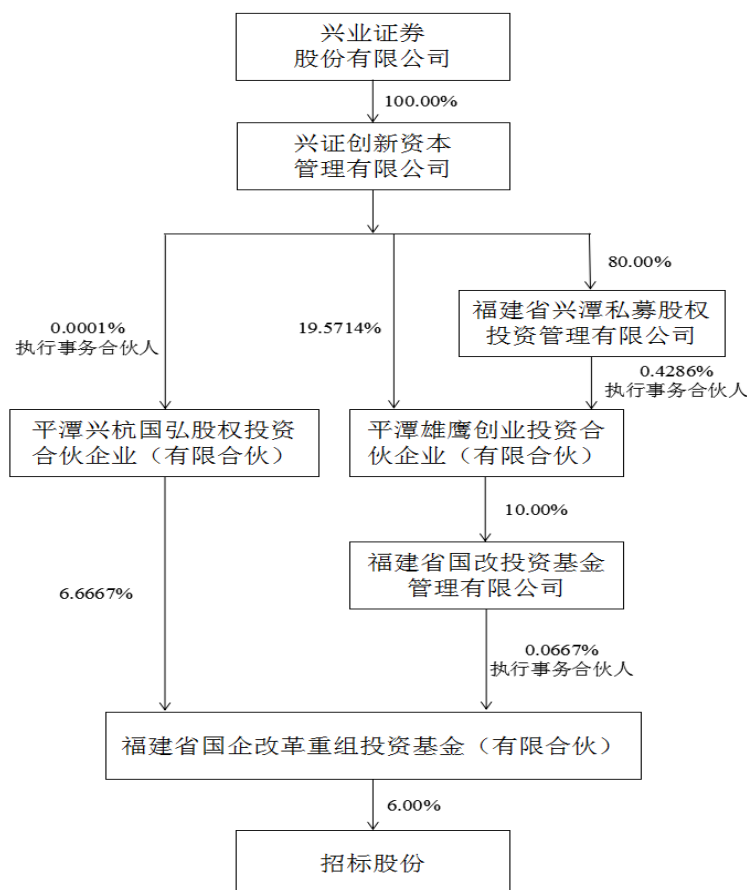 兴业证券
股份有限公司
100.00%
兴证创新资本
管理有限公司
80.00%
0.0001%
执行事务合伙人
19.5714%
福建省兴潭私募股权
投资管理有限公司
0.4286%
执行事务合伙人
平潭兴杭国弘股权投资
合伙企业（有限合伙）
平潭雄鹰创业投资合
伙企业（有限合伙）
10.00%
福建省国改投资基金
管理有限公司
6.6667%
0.0667%
执行事务合伙人
福建省国企改革重组投资基金（有限合伙）
6.00%
招标股份